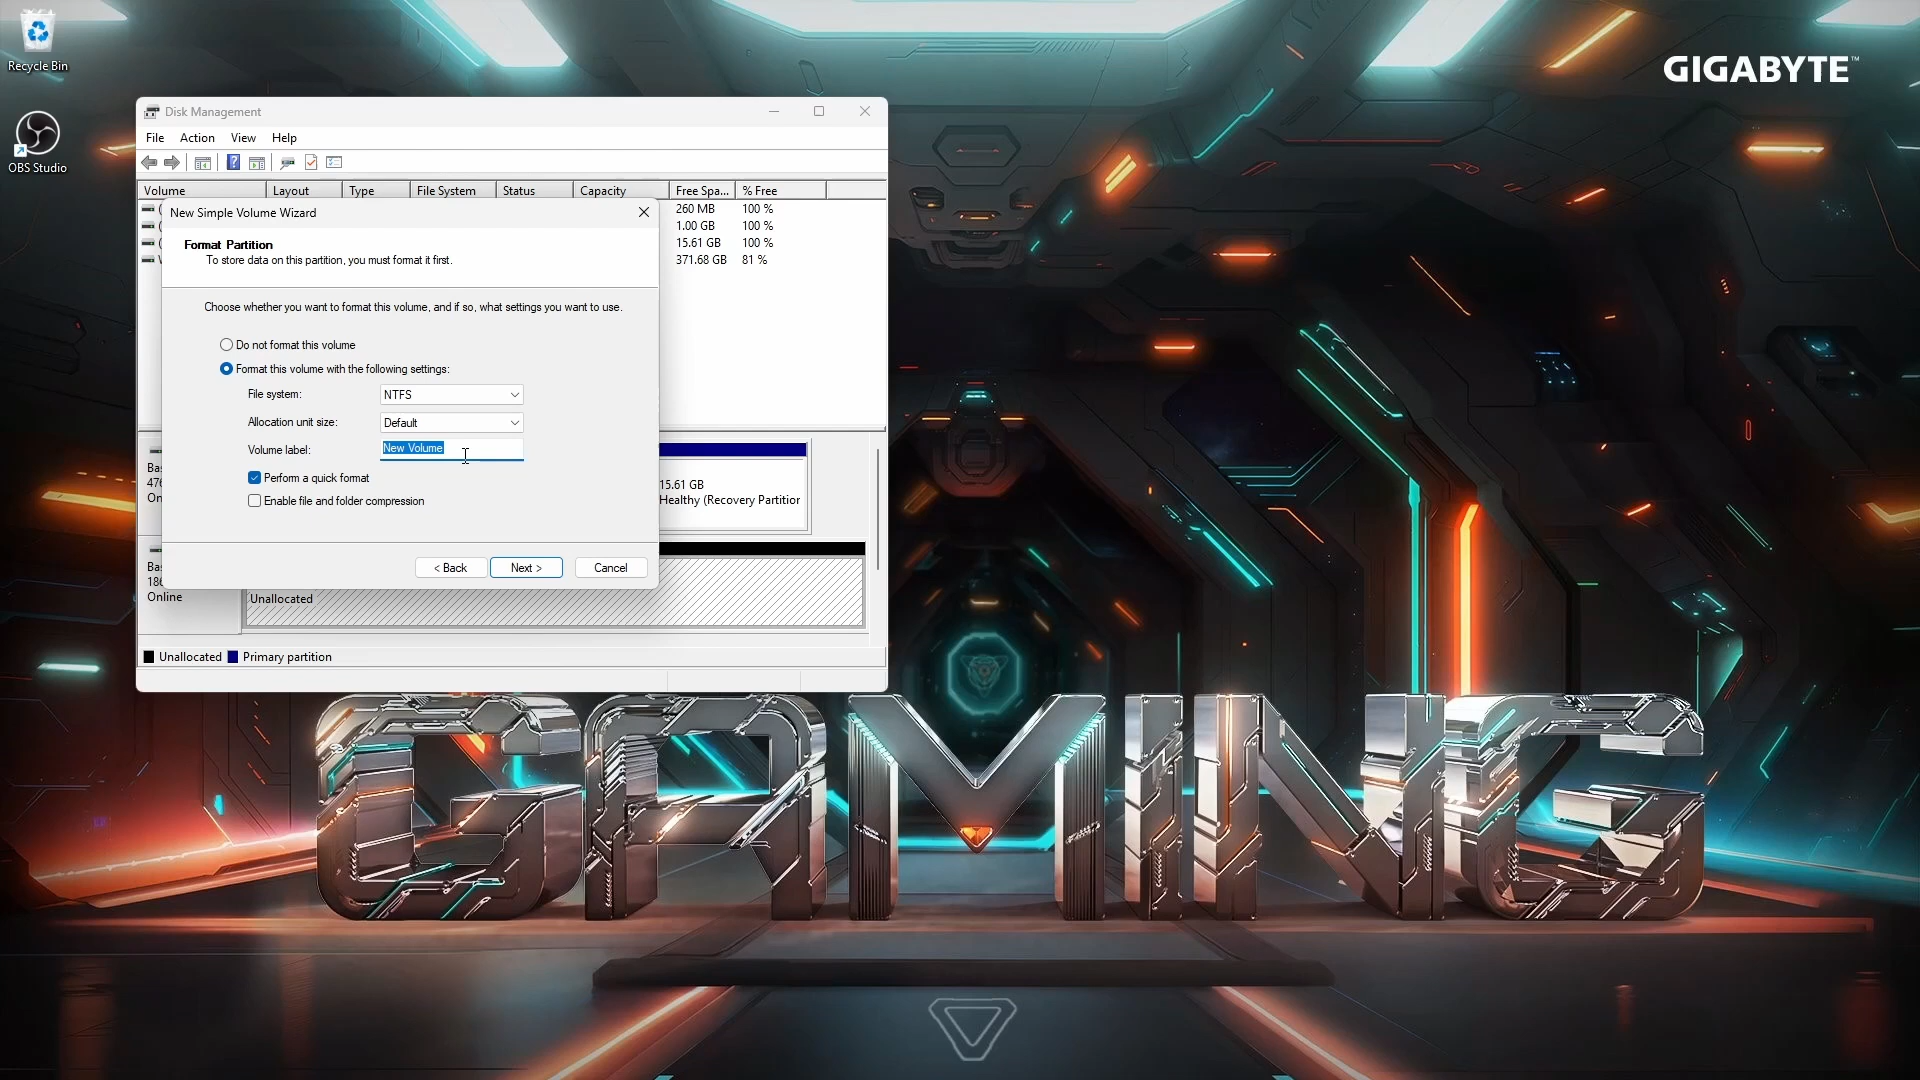 Recycle Bin
OBS Studio
GIGABYTE™
Disk Management
File Action View Help
Volume Layout Type File System Status Capacity Free Spa... % Free
260 MB 100 %
1.00 GB 100 %
15.61 GB 100 %
371.68 GB 81 %
New Simple Volume Wizard
Format Partition
To store data on this partition, you must format it first.
Choose whether you want to format this volume, and if so, what settings you want to use.
Do not format this volume
Format this volume with the following settings:
File system: NTFS
Allocation unit size: Default
Volume label: New Volume
Perform a quick format
Enable file and folder compression
< Back Next > Cancel
Bas
476
On
15.61 GB
Healthy (Recovery Partition
Bas
186
Online
Unallocated
Unallocated Primary partition
GAMING